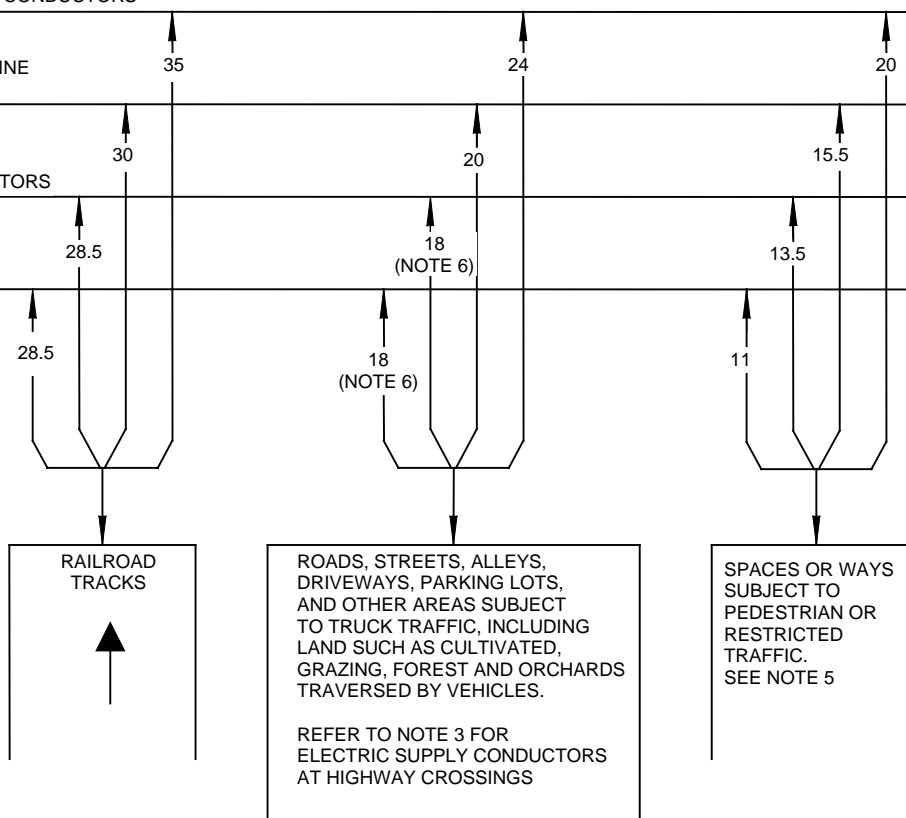 CONDUCTORS
35
24
20
INE
30
20
15.5
TORS
28.5
18
(NOTE 6)
13.5
28.5
18
(NOTE 6)
11
RAILROAD
TRACKS
ROADS, STREETS, ALLEYS,
DRIVEWAYS, PARKING LOTS,
AND OTHER AREAS SUBJECT
TO TRUCK TRAFFIC, INCLUDING
LAND SUCH AS CULTIVATED,
GRAZING, FOREST AND ORCHARDS
TRAVERSED BY VEHICLES.
REFER TO NOTE 3 FOR
ELECTRIC SUPPLY CONDUCTORS
AT HIGHWAY CROSSINGS
SPACES OR WAYS
SUBJECT TO
PEDESTRIAN OR
RESTRICTED
TRAFFIC.
SEE NOTE 5